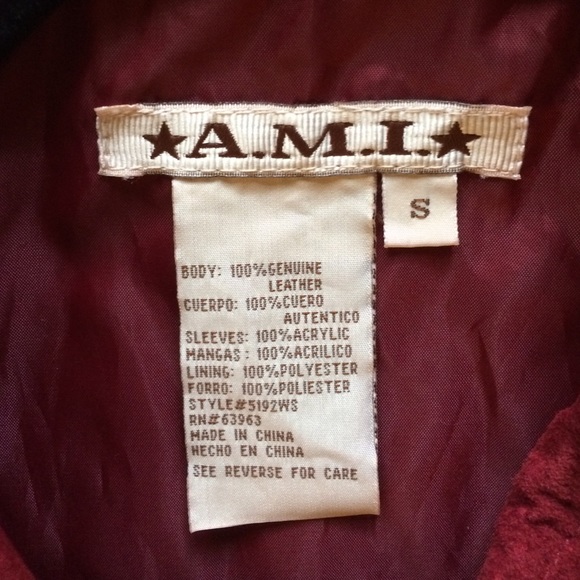 ★A.M.I.★
S
BODY: 100%GENUINE
LEATHER
CUERPO: 100%CUERO
AUTENTICO
SLEEVES: 100%ACRYLIC
MANGAS : 100%ACRILICO
LINING: 100%POLYESTER
FORRO: 100%POLIESTER
STYLE#5192WS
RN#63963
MADE IN CHINA
HECHO EN CHINA
SEE REVERSE FOR CARE